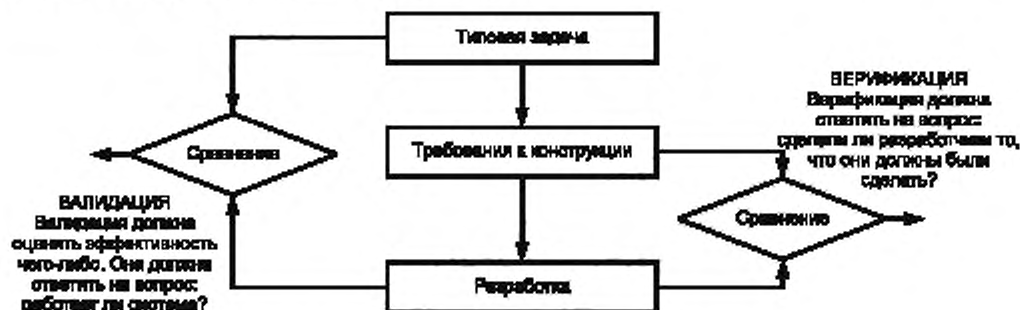 Типовая задача
ВЕРИФИКАЦИЯ
Верификация должна
ответить на вопрос:
сделали ли разработчики то,
что они должны были
сделать?
Сравнение
Требования к конструкции
ВАЛИДАЦИЯ
Валидация должна
оценить эффективность
чего-либо. Она должна
ответить на вопрос:
работает ли система?
Сравнение
Разработка